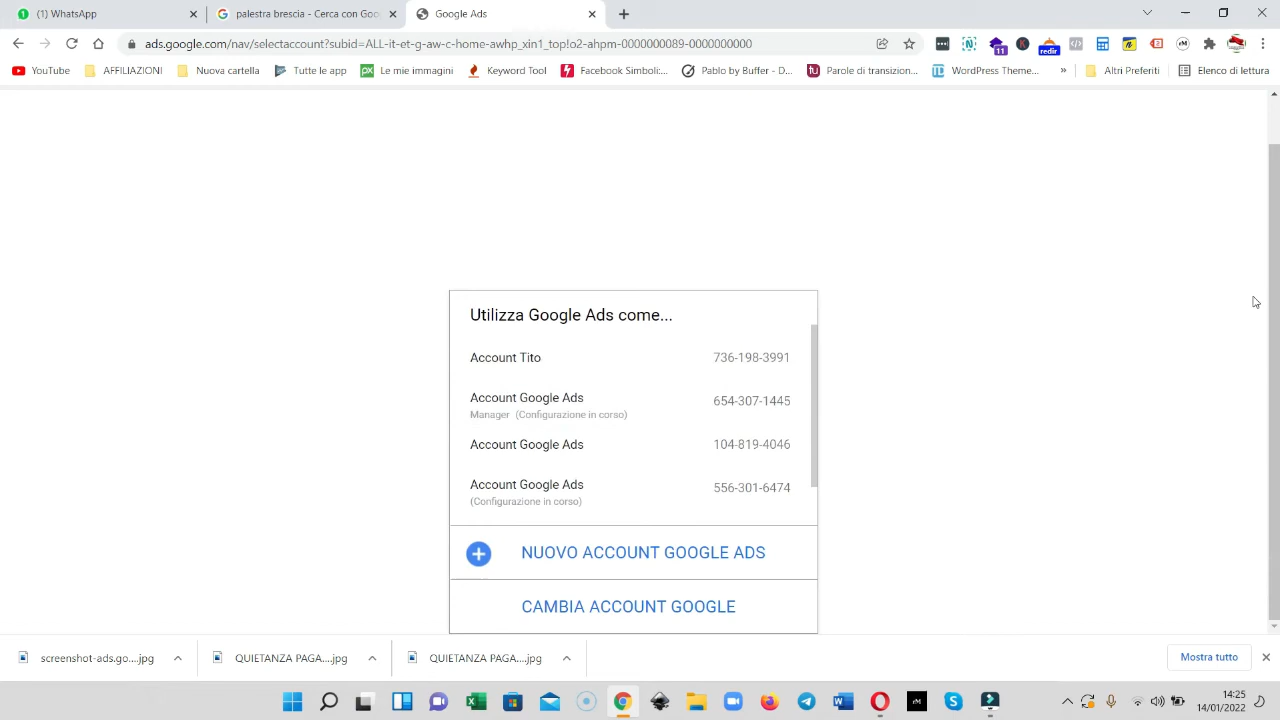 (1) WhatsApp
palestra brescia - Cerca con Goo
Google Ads
ads.google.com/nav/selectaccount?subid=ALL-it-et-g-aw-c-home-awhp_xin1_top!o2-ahpm-0000000080-0000000000
11
redir
YouTube
AFFILIAZIONI
Nuova cartella
Tutte le app
Le mie immagini
Keyword Tool
Facebook Simboli:...
Pablo by Buffer - D...
Parole di transizion...
WordPress Theme...
»
Altri Preferiti
Elenco di lettura
Utilizza Google Ads come...
Account Tito
736-198-3991
Account Google Ads
654-307-1445
Manager (Configurazione in corso)
Account Google Ads
104-819-4046
Account Google Ads
556-301-6474
(Configurazione in corso)
NUOVO ACCOUNT GOOGLE ADS
CAMBIA ACCOUNT GOOGLE
screenshot-ads.go....jpg
QUIETANZA PAGA....jpg
QUIETANZA PAGA....jpg
Mostra tutto
14:25
14/01/2022